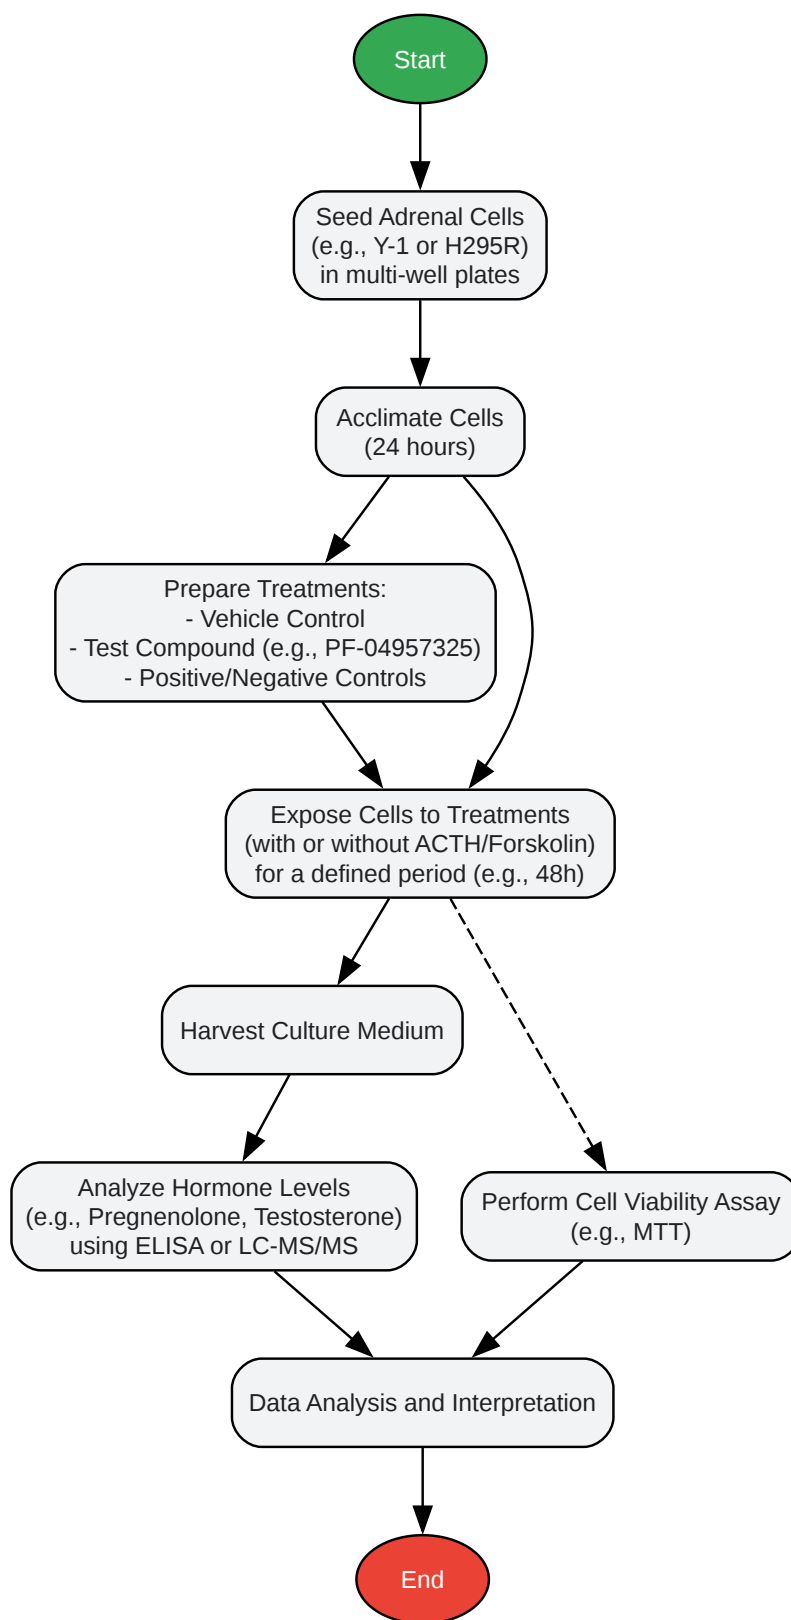 Start
Seed Adrenal Cells
(e.g., Y-1 or H295R)
in multi-well plates
Acclimate Cells
(24 hours)
Prepare Treatments:
- Vehicle Control
- Test Compound (e.g., PF-04957325)
- Positive/Negative Controls
Expose Cells to Treatments
(with or without ACTH/Forskolin)
for a defined period (e.g., 48h)
Harvest Culture Medium
Analyze Hormone Levels
(e.g., Pregnenolone, Testosterone)
using ELISA or LC-MS/MS
Perform Cell Viability Assay
(e.g., MTT)
Data Analysis and Interpretation
End